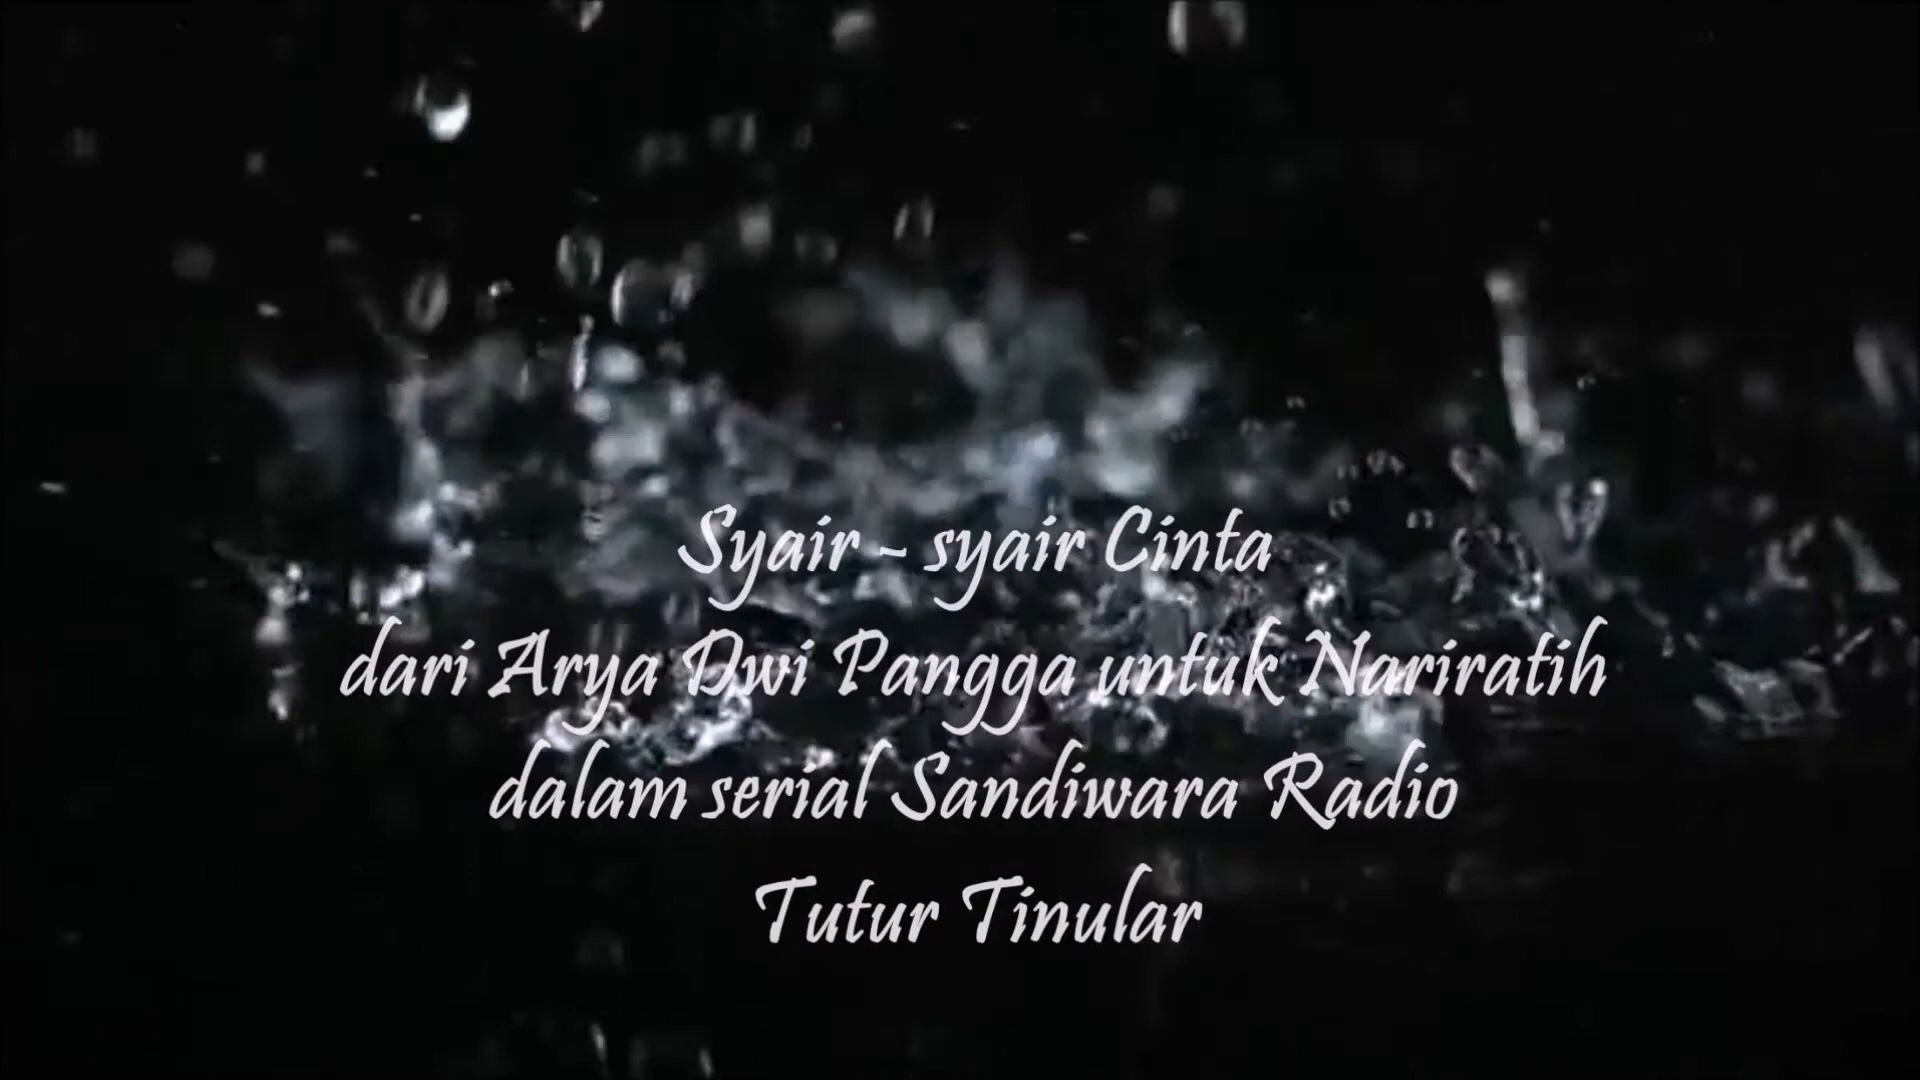 Syair - syair Cinta
dari Arya Dwi Pangga untuk Nariratih
dalam serial Sandiwara Radio
Tutur Tinular